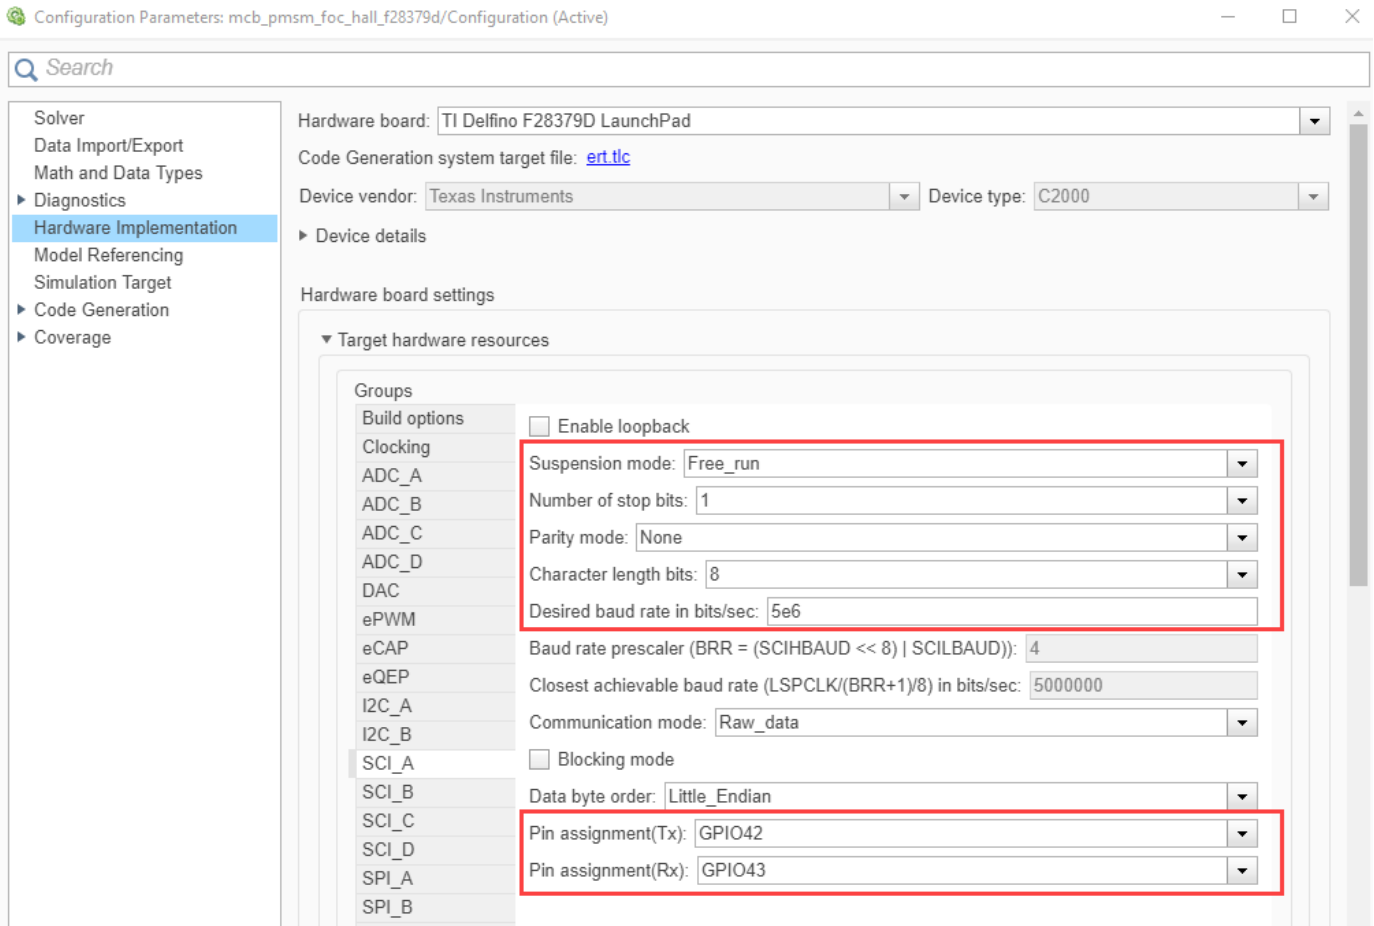 Configuration Parameters: mcb_pmsm_foc_hall_f28379d/Configuration (Active)
Search
Solver
Data Import/Export
Math and Data Types
Diagnostics
Hardware Implementation
Model Referencing
Simulation Target
Code Generation
Coverage
Hardware board: TI Delfino F28379D LaunchPad
Code Generation system target file: ert.tlc
Device vendor: Texas Instruments Device type: C2000
Device details
Hardware board settings
Target hardware resources
Groups
Build options
Clocking
ADC_A
ADC_B
ADC_C
ADC_D
DAC
ePWM
eCAP
eQEP
I2C_A
I2C_B
SCI_A
SCI_B
SCI_C
SCI_D
SPI_A
SPI_B
Enable loopback
Suspension mode: Free_run
Number of stop bits: 1
Parity mode: None
Character length bits: 8
Desired baud rate in bits/sec: 5e6
Baud rate prescaler (BRR = (SCIHBAUD << 8) | SCILBAUD)): 4
Closest achievable baud rate (LSPCLK/(BRR+1)/8) in bits/sec: 5000000
Communication mode: Raw_data
Blocking mode
Data byte order: Little_Endian
Pin assignment(Tx): GPIO42
Pin assignment(Rx): GPIO43